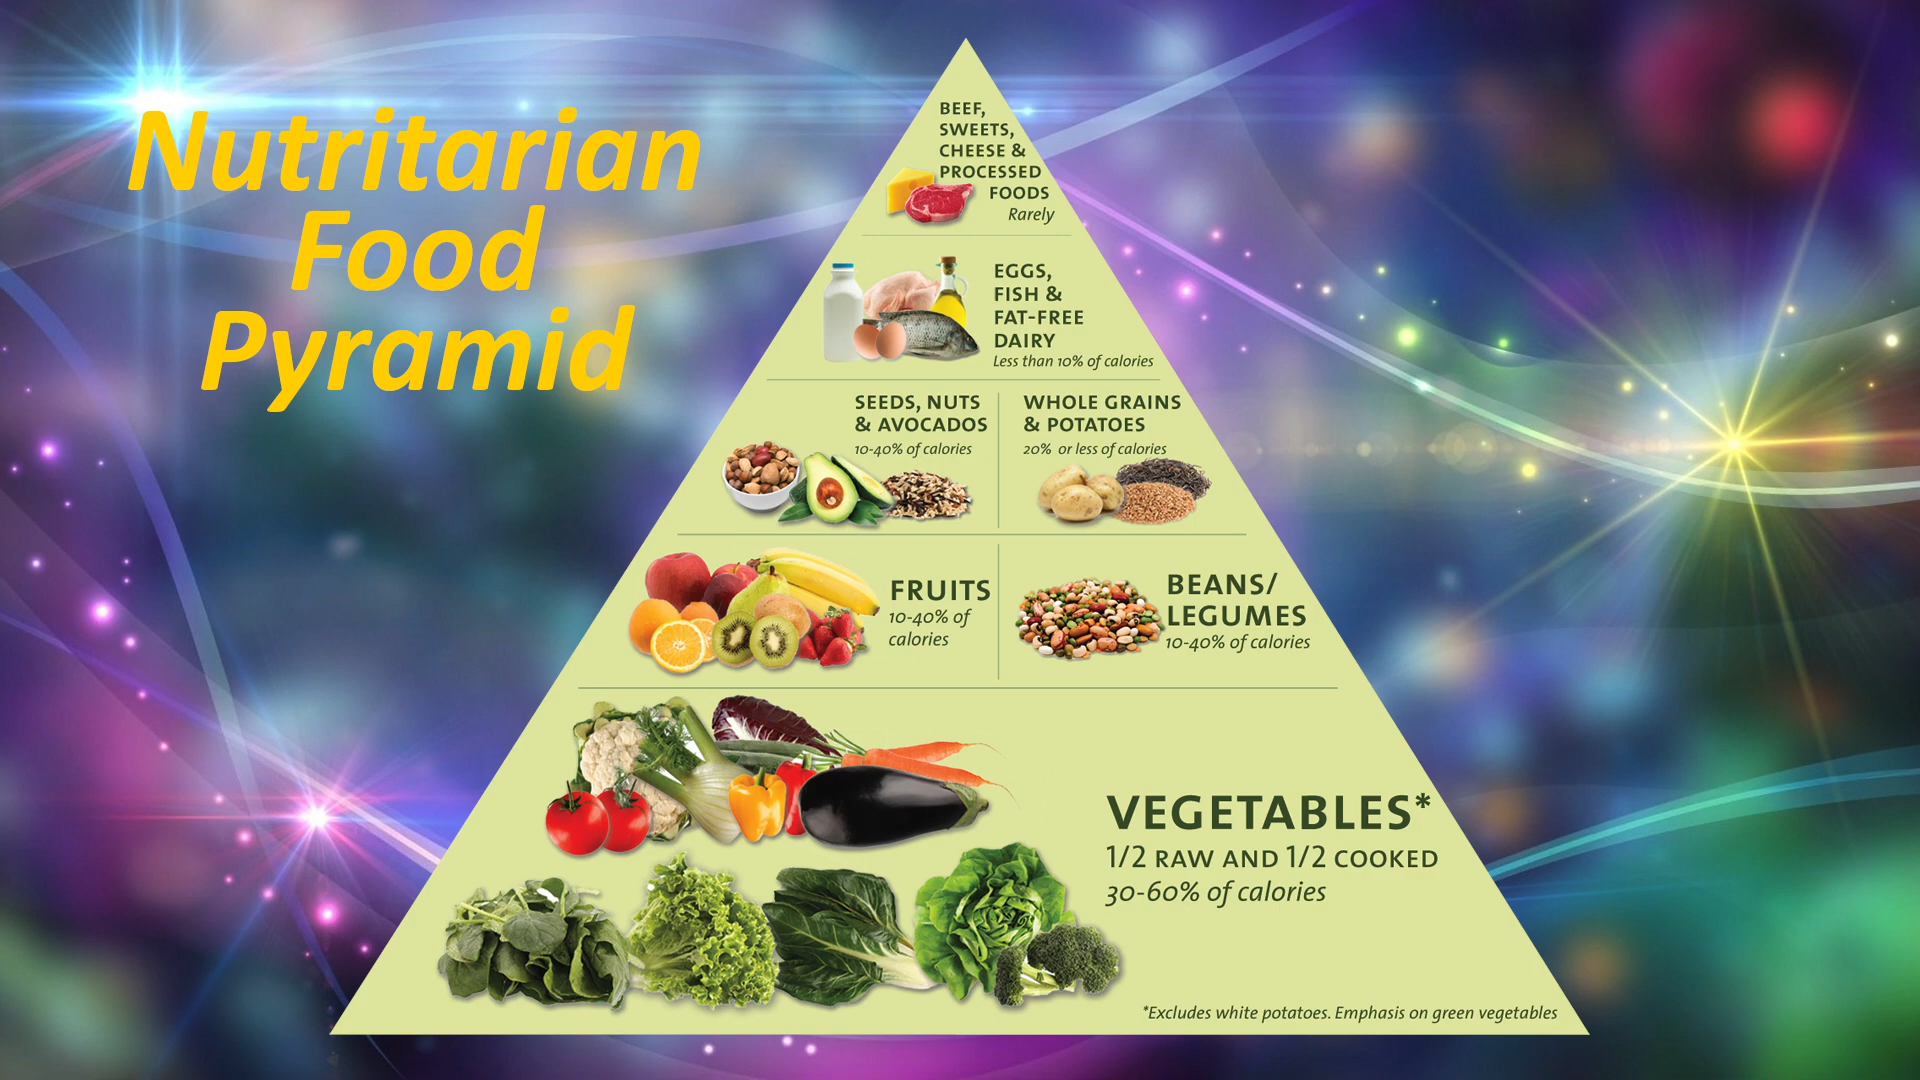 Nutritarian
Food
Pyramid
BEEF,
SWEETS,
CHEESE &
PROCESSED
FOODS
Rarely
EGGS,
FISH &
FAT-FREE
DAIRY
Less than 10% of calories
SEEDS, NUTS
& AVOCADOS
10-40% of calories
WHOLE GRAINS
& POTATOES
20% or less of calories
FRUITS
10-40% of
calories
BEANS/
LEGUMES
10-40% of calories
VEGETABLES*
1/2 RAW AND 1/2 COOKED
30-60% of calories
*Excludes white potatoes. Emphasis on green vegetables